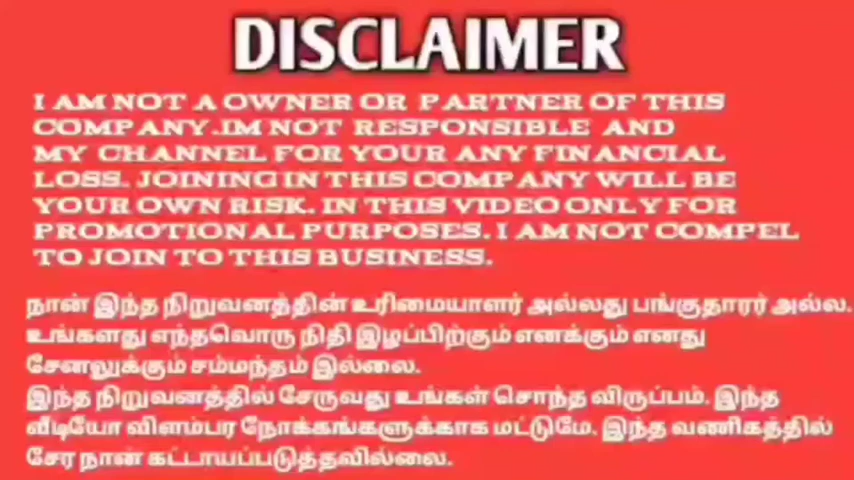 DISCLAIMER
I AM NOT A OWNER OR PARTNER OF THIS
COMPANY.IM NOT RESPONSIBLE AND
MY CHANNEL FOR YOUR ANY FINANCIAL
LOSS. JOINING IN THIS COMPANY WILL BE
YOUR OWN RISK. IN THIS VIDEO ONLY FOR
PROMOTIONAL PURPOSES. I AM NOT COMPEL
TO JOIN TO THIS BUSINESS.
நான் இந்த நிறுவனத்தின் உரிமையாளர் அல்லது பங்குதாரர் அல்ல.
உங்களது எந்தவொரு நிதி இழப்பிற்கும் எனக்கும் எனது
சேனலுக்கும் சம்மந்தம் இல்லை.
இந்த நிறுவனத்தில் சேருவது உங்கள் சொந்த விருப்பம். இந்த
வீடியோ விளம்பர நோக்கங்களுக்காக மட்டுமே. இந்த வணிகத்தில்
சேர நான் கட்டாயப்படுத்தவில்லை.